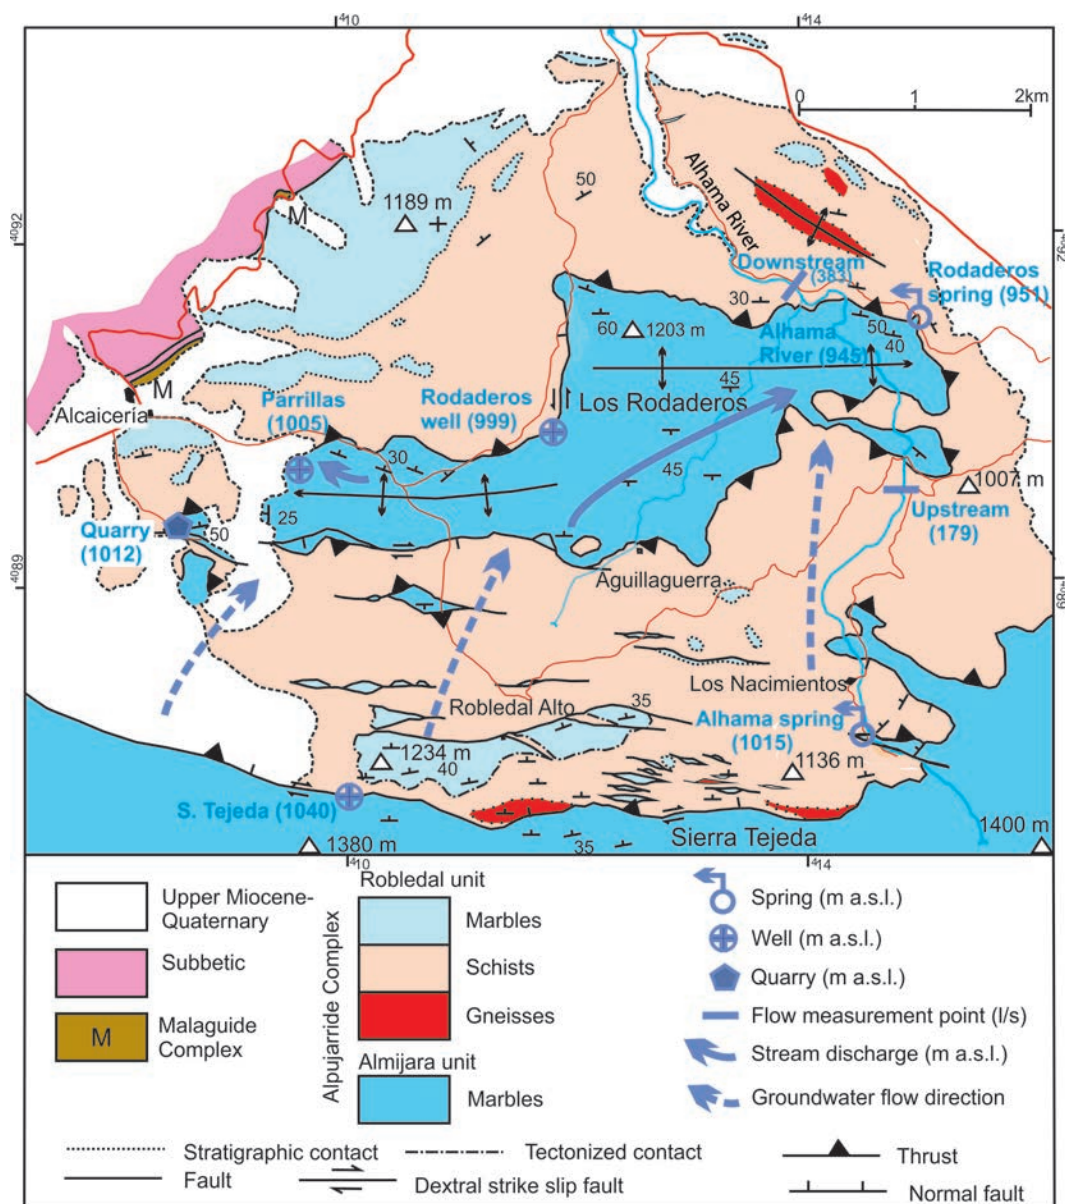 ⁴10
⁴14
0 1 2km
50
Alhama River
1189 m
M
⁴⁰92
⁴⁰92
Downstream
(383)
Rodaderos
spring (951)
30
50
40
60
1203 m
Alhama
River (945)
M
45
Alcaicería
Parrillas
(1005)
Rodaderos
well (999)
Los Rodaderos
30
45
1007 m
25
Quarry
(1012)
50
Upstream
(179)
⁴⁰89
⁴⁰89
Aguillaguerra
Los Nacimientos
Robledal Alto
35
Alhama spring
(1015)
1234 m
40
1136 m
S. Tejeda (1040)
Sierra Tejeda
1400 m
1380 m
35
⁴10
⁴14
Upper Miocene-
Quaternary
Subbetic
M
Malaguide
Complex
Apujarride Complex
Robledal unit
Marbles
Schists
Gneisses
Almijara unit
Marbles
Spring (m a.s.l.)
Well (m a.s.l.)
Quarry (m a.s.l.)
Flow measurement point (l/s)
Stream discharge (m a.s.l.)
Groundwater flow direction
Stratigraphic contact
Tectonized contact
Thrust
Fault
Dextral strike slip fault
Normal fault